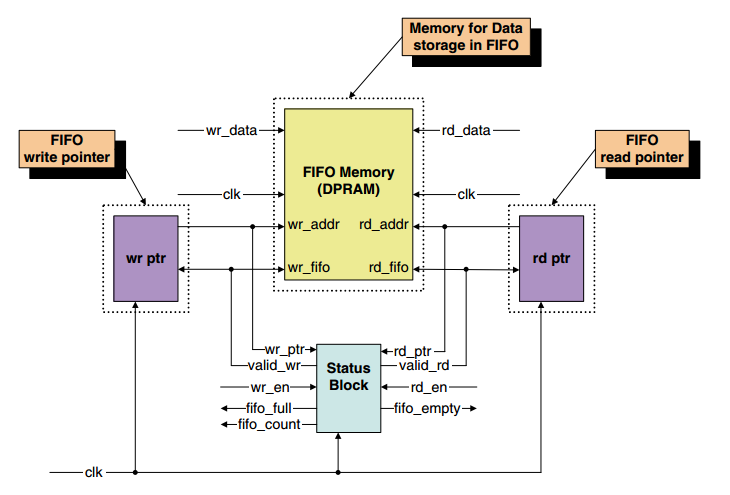 Memory for Data
storage in FIFO
FIFO
write pointer
FIFO
read pointer
wr_data
rd_data
FIFO Memory
(DPRAM)
clk
clk
wr_addr
rd_addr
wr ptr
rd ptr
wr_fifo
rd_fifo
wr_ptr
rd_ptr
valid_wr
valid_rd
Status
Block
wr_en
rd_en
fifo_full
fifo_empty
fifo_count
clk